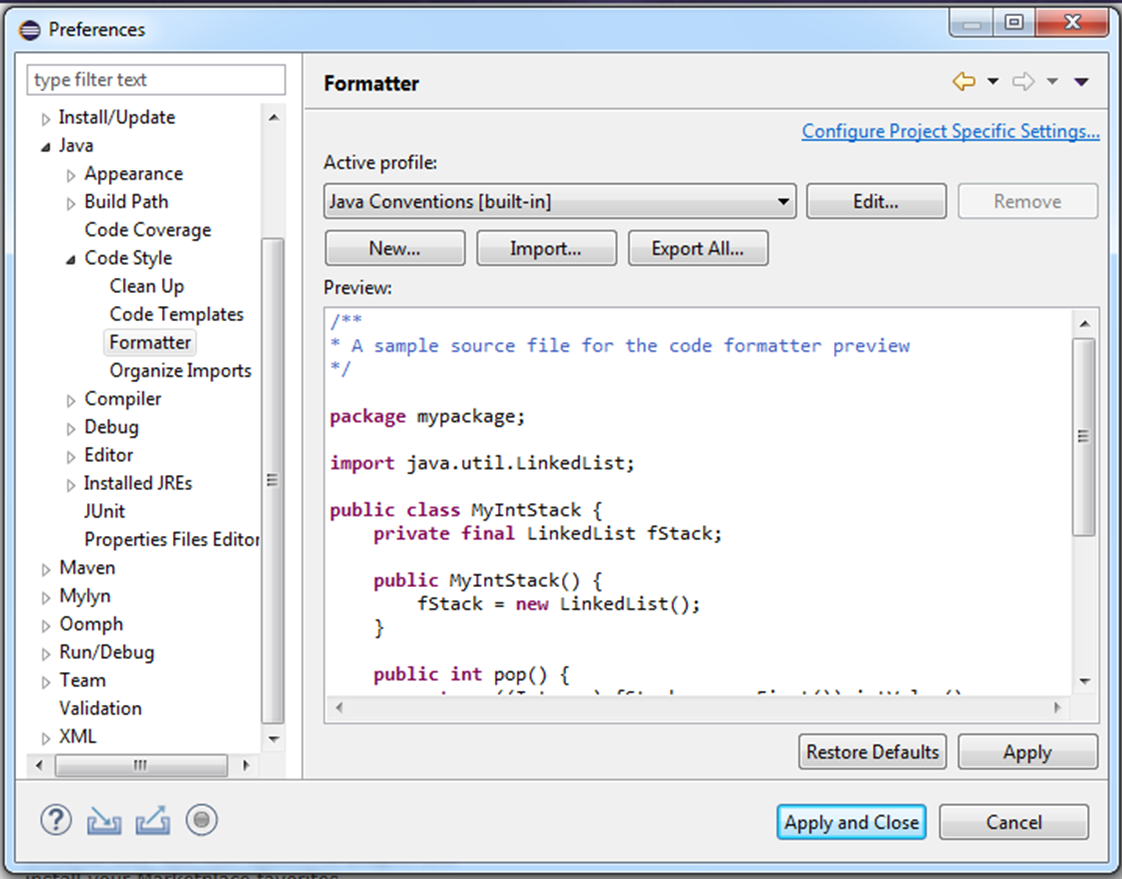 Preferences
type filter text
Install/Update
Java
Appearance
Build Path
Code Coverage
Code Style
Clean Up
Code Templates
Formatter
Organize Imports
Compiler
Debug
Editor
Installed JREs
JUnit
Properties Files Editor
Maven
Mylyn
Oomph
Run/Debug
Team
Validation
XML
Formatter
Configure Project Specific Settings...
Active profile:
Java Conventions [built-in]
Edit...
Remove
New...
Import...
Export All...
Preview:
/**
* A sample source file for the code formatter preview
*/
package mypackage;
import java.util.LinkedList;
public class MyIntStack {
private final LinkedList fStack;
public MyIntStack() {
fStack = new LinkedList();
}
public int pop() {
Restore Defaults
Apply
?
Apply and Close
Cancel